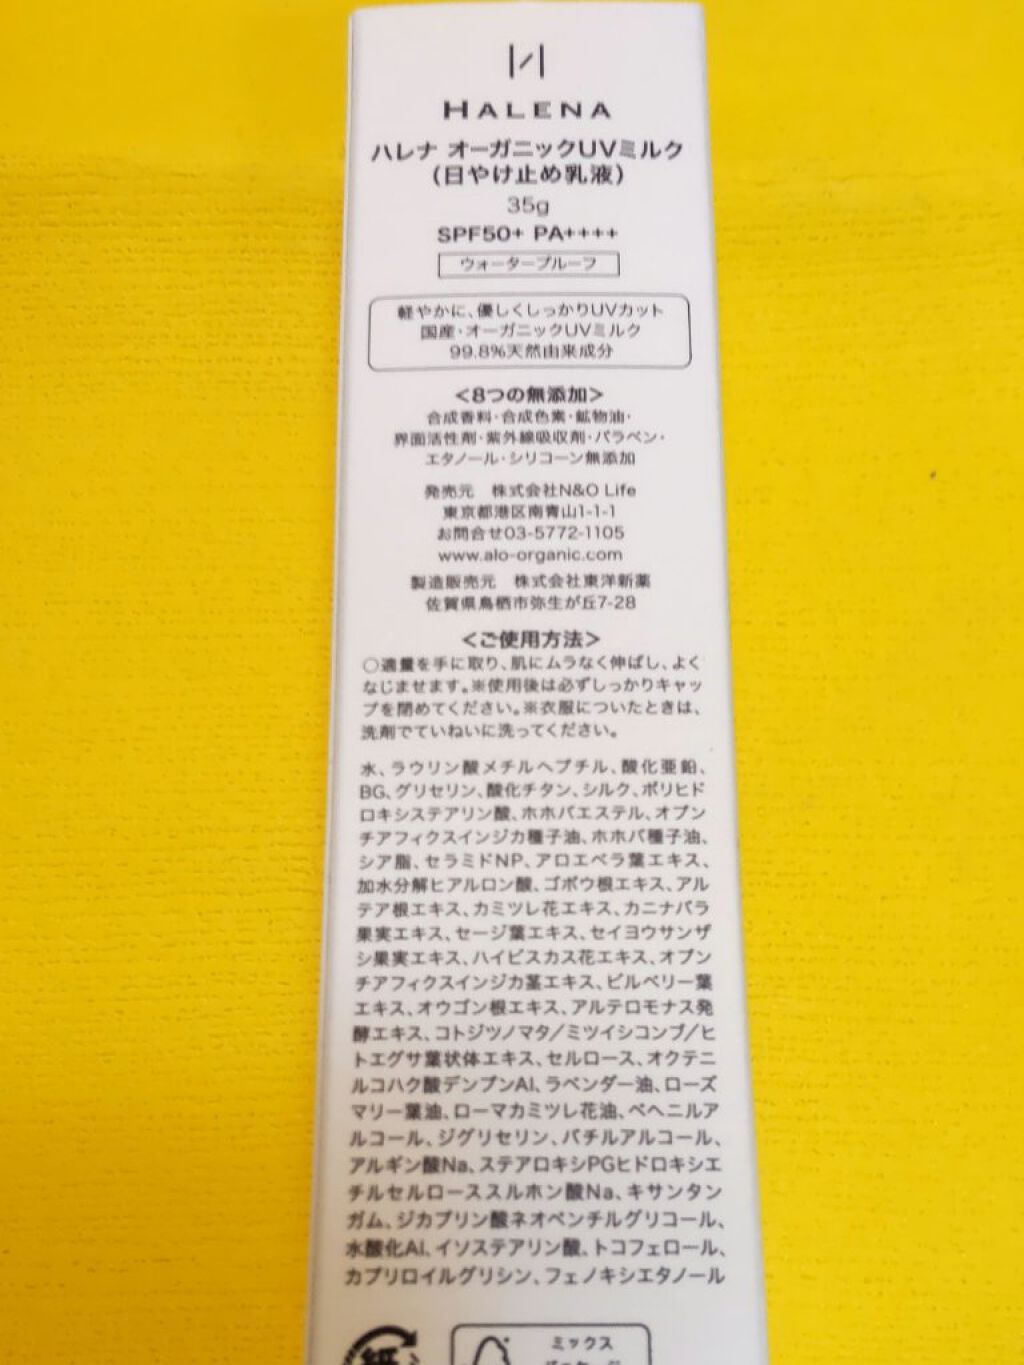 HALENA
ハレナ オーガニックUVミルク
(日やけ止め乳液)
35g
SPF50+ PA++++
ウォータープルーフ
軽やかに、優しくしっかりUVカット
国産・オーガニックUVミルク
99.8%天然由来成分
<8つの無添加>
合成香料・合成色素・鉱物油・
界面活性剤・紫外線吸収剤・パラベン・
エタノール・シリコーン無添加
発売元　株式会社N&O Life
東京都港区南青山1-1-1
お問合せ03-5772-1105
www.alo-organic.com
製造販売元　株式会社東洋新薬
佐賀県鳥栖市弥生が丘7-28
<ご使用方法>
○適量を手に取り、肌にムラなく伸ばし、よく
なじませます。※使用後は必ずしっかりキャッ
プを閉めてください。※衣服についたときは、
洗剤でていねいに洗ってください。
水、ラウリン酸メチルヘプチル、酸化亜鉛、
BG、グリセリン、酸化チタン、シルク、ポリヒド
ロキシステアリン酸、ホホバエステル、オプン
チアフィクスインジカ種子油、ホホバ種子油、
シア脂、セラミドNP、アロエベラ葉エキス、
加水分解ヒアルロン酸、ゴボウ根エキス、アル
テア根エキス、カミツレ花エキス、カニナバラ
果実エキス、セージ葉エキス、セイヨウサンザ
シ果実エキス、ハイビスカス花エキス、オプン
チアフィクスインジカ茎エキス、ビルベリー葉
エキス、オウゴン根エキス、アルテロモナス発
酵エキス、コトジツノマタ/ミツイシコンブ/ヒ
トエグサ葉状体エキス、セルロース、オクテニ
ルコハク酸デンプンAl、ラベンダー油、ローズ
マリー葉油、ローマカミツレ花油、ベヘニルア
ルコール、ジグリセリン、バチルアルコール、
アルギン酸Na、ステアロキシPGヒドロキシエ
チルセルローススルホン酸Na、キサンタン
ガム、ジカプリン酸ネオペンチルグリコール、
水酸化Al、イソステアリン酸、トコフェロール、
カプリロイルグリシン、フェノキシエタノール
紙
ミックス